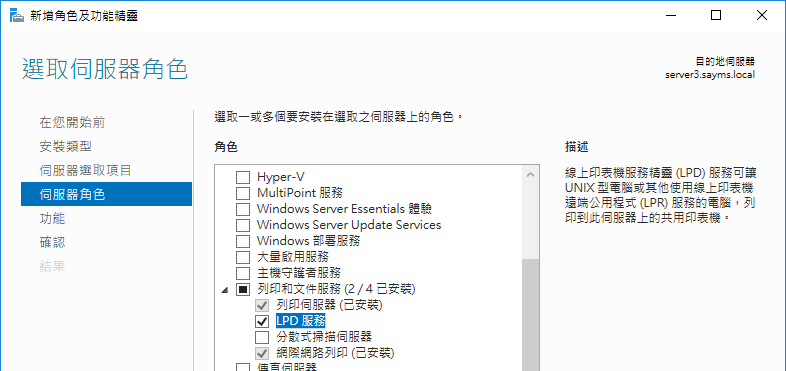 新增角色及功能精靈
選取伺服器角色
目的地伺服器
server3.sayms.local
在您開始前
安裝類型
伺服器選取項目
伺服器角色
功能
確認
結果
選取一或多個要安裝在選取之伺服器上的角色。
角色
Hyper-V
MultiPoint 服務
Windows Server Essentials 體驗
Windows Server Update Services
Windows 部署服務
大量啟用服務
主機守護者服務
列印和文件服務 (2 / 4 已安裝)
列印伺服器 (已安裝)
LPD 服務
分散式掃描伺服器
網際網路列印 (已安裝)
傳真伺服器
描述
線上印表機服務精靈 (LPD) 服務可讓
UNIX 型電腦或其他使用線上印表機
遠端公用程式 (LPR) 服務的電腦，列
印到此伺服器上的共用印表機。